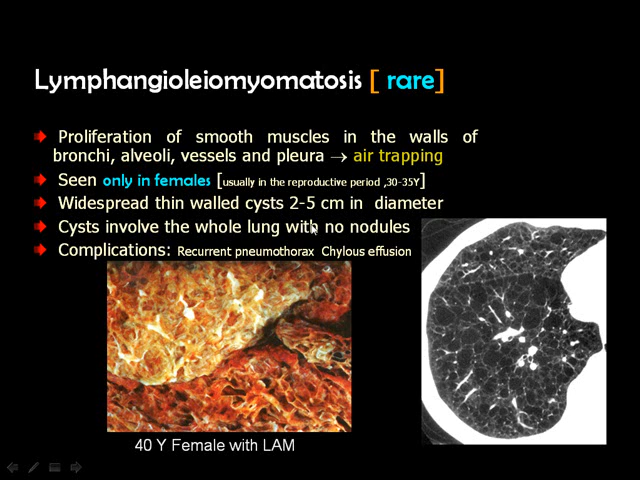 Lymphangioleiomyomatosis [ rare]
Proliferation of smooth muscles in the walls of
bronchi, alveoli, vessels and pleura → air trapping
Seen only in females [usually in the reproductive period ,30-35Y]
Widespread thin walled cysts 2-5 cm in diameter
Cysts involve the whole lung with no nodules
Complications: Recurrent pneumothorax Chylous effusion
40 Y Female with LAM